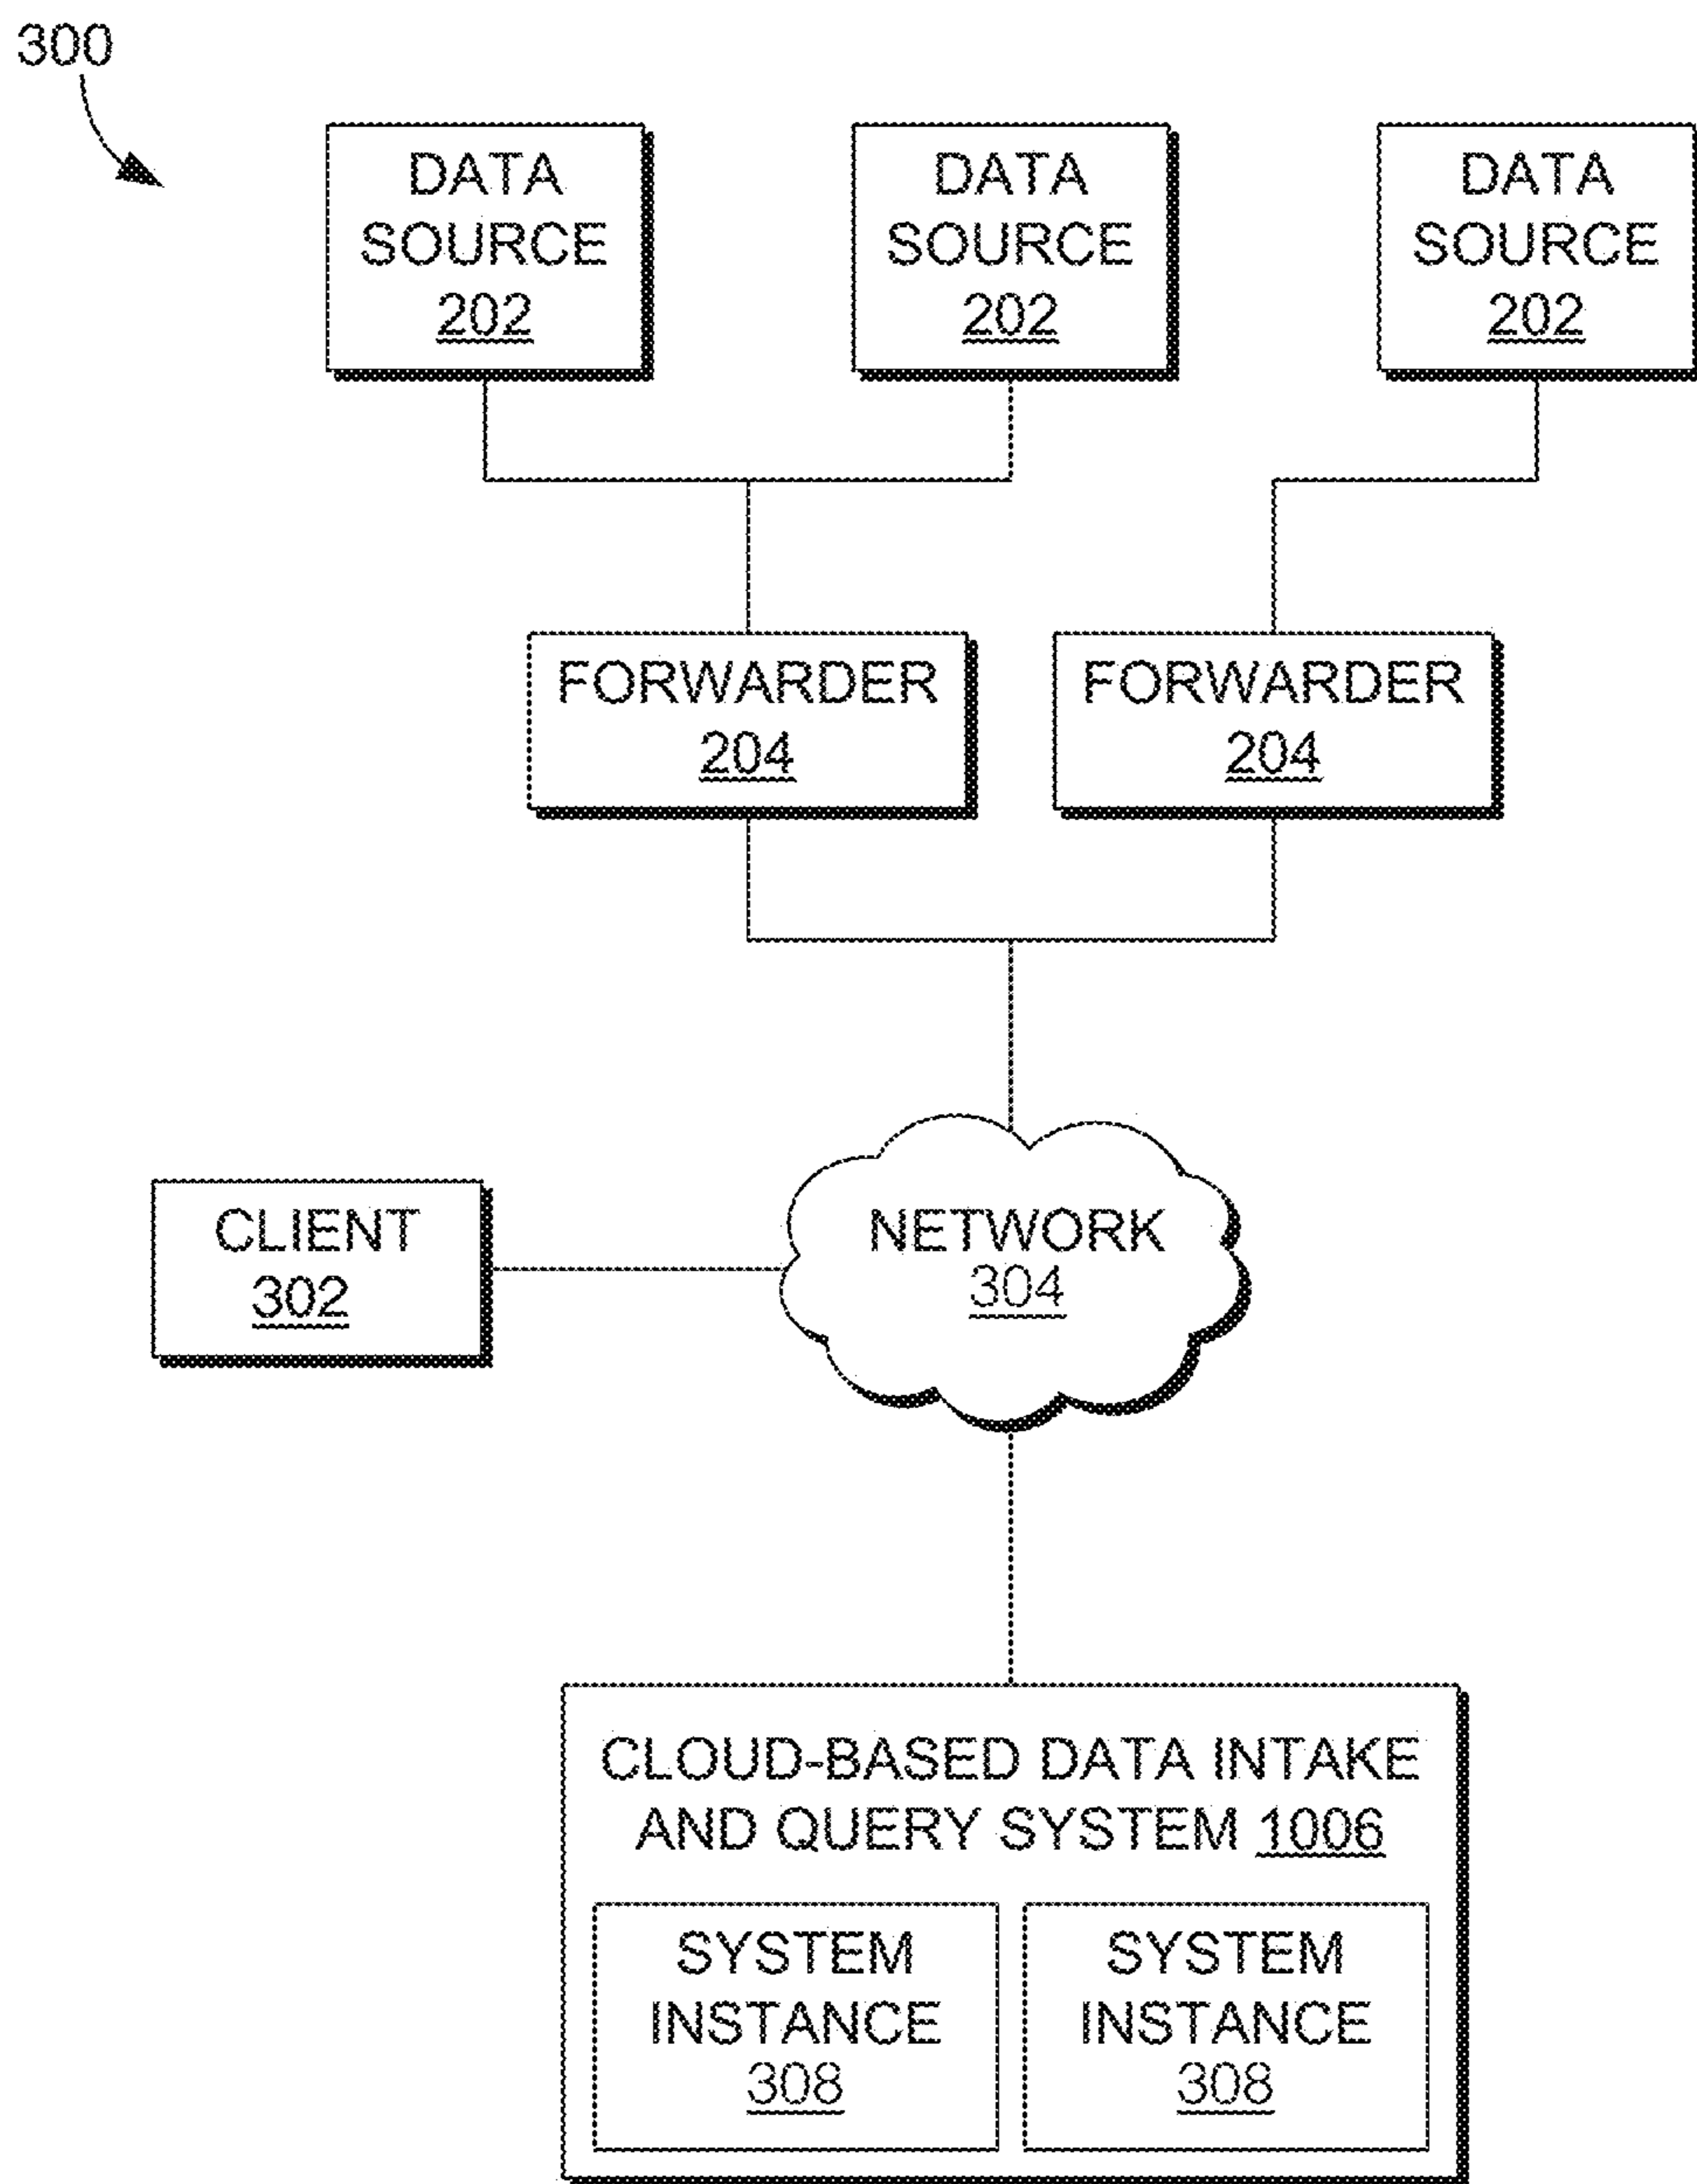 300
DATA
SOURCE
202
DATA
SOURCE
202
DATA
SOURCE
202
FORWARDER
204
FORWARDER
204
CLIENT
302
NETWORK
304
CLOUD-BASED DATA INTAKE
AND QUERY SYSTEM 1006
SYSTEM
INSTANCE
308
SYSTEM
INSTANCE
308